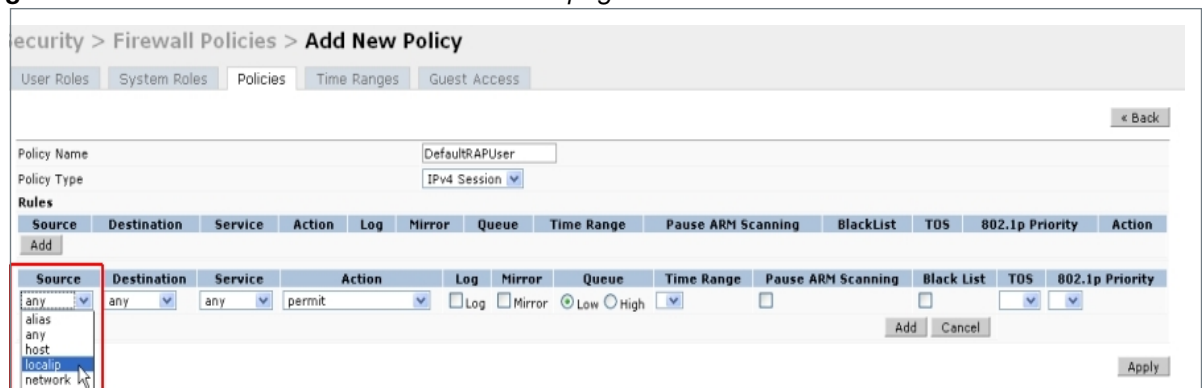 ecurity > Firewall Policies > Add New Policy
User Roles System Roles Policies Time Ranges Guest Access
« Back
Policy Name DefaultRAPUser
Policy Type IPv4 Session
Rules
Source Destination Service Action Log Mirror Queue Time Range Pause ARM Scanning BlackList TOS 802.1p Priority Action
Add
Source Destination Service Action Log Mirror Queue Time Range Pause ARM Scanning Black List TOS 802.1p Priority
any any any permit Log Mirror Low High
alias
any
host
localip
network
Add Cancel
Apply